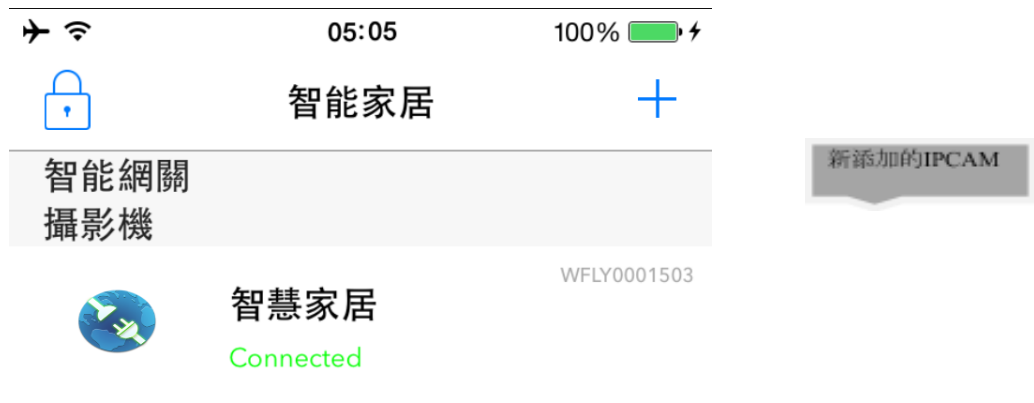 05:05
100%
智能家居
智能網關
攝影機
WFLY0001503
智慧家居
Connected
新添加的IPCAM